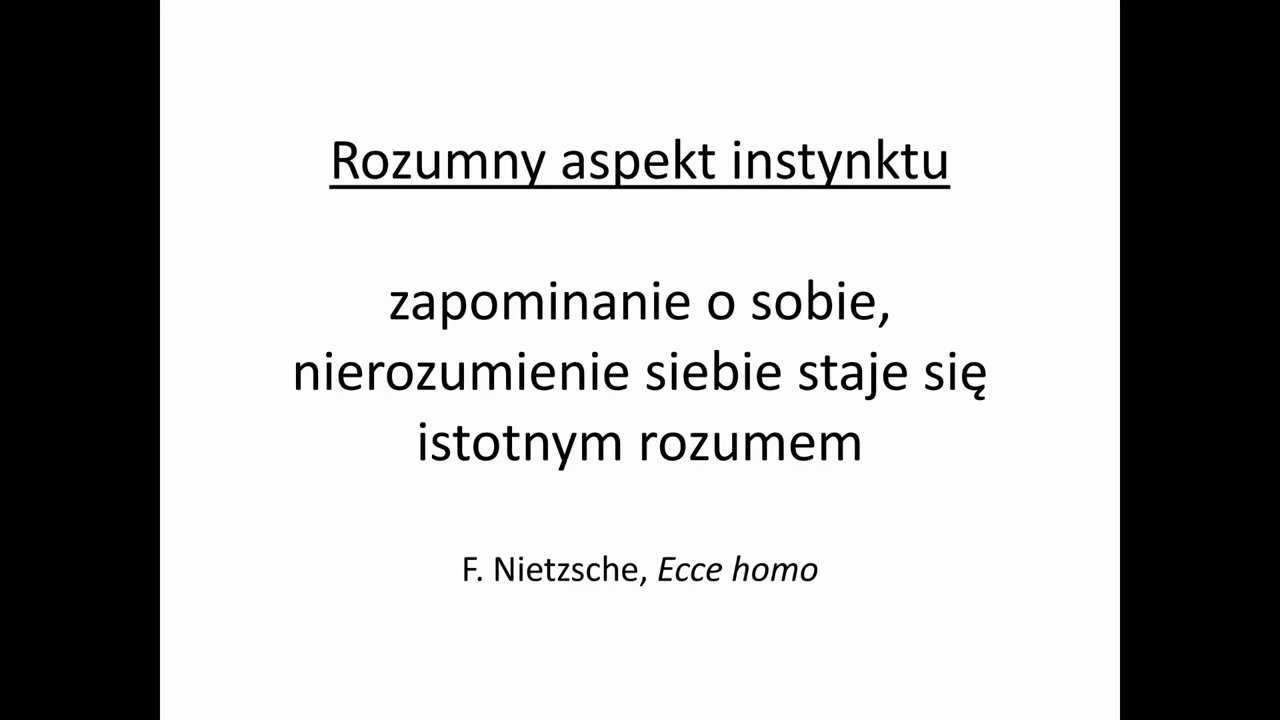 Rozumny aspekt instynktu
zapominanie o sobie,
nierozumienie siebie staje się
istotnym rozumem
F. Nietzsche, Ecce homo